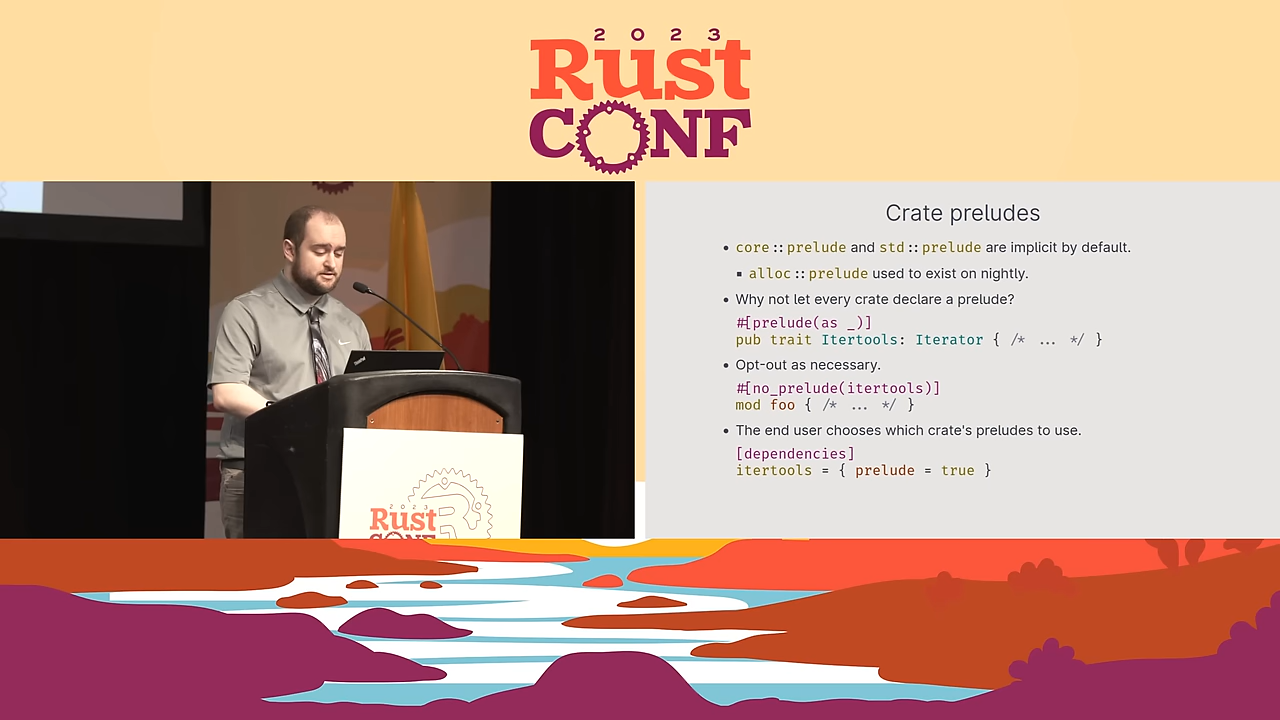 2023
Rust
CONF
Crate preludes
• core::prelude and std::prelude are implicit by default.
▪ alloc::prelude used to exist on nightly.
• Why not let every crate declare a prelude?
#[prelude(as _)]
pub trait Itertools: Iterator { /* ... */ }
• Opt-out as necessary.
#[no_prelude(itertools)]
mod foo { /* ... */ }
• The end user chooses which crate's preludes to use.
[dependencies]
itertools = { prelude = true }
ThinkPad
2023
Rust
CONF